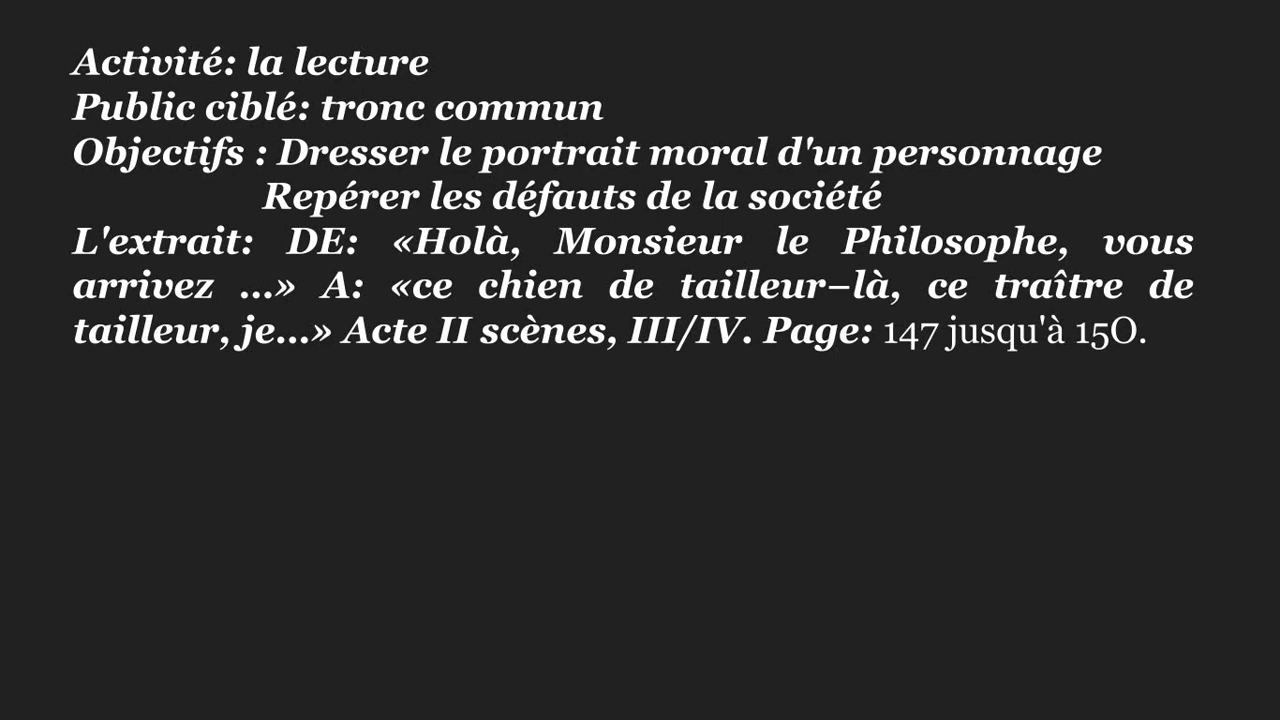 Activité: la lecture
Public ciblé: tronc commun
Objectifs : Dresser le portrait moral d'un personnage
Repérer les défauts de la société
L'extrait: DE: «Holà, Monsieur le Philosophe, vous
arrivez ...» A: «ce chien de tailleur–là, ce traître de
tailleur, je...» Acte II scènes, III/IV. Page: 147 jusqu'à 15O.